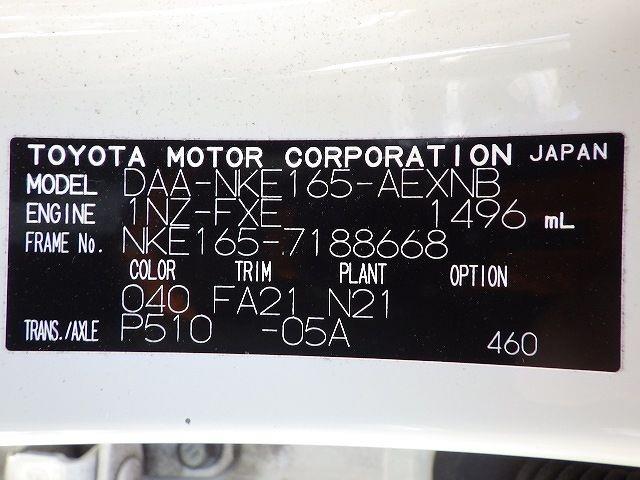 TOYOTA MOTOR CORPORATION JAPAN
MODEL DAA-NKE165-AEXNB
ENGINE 1NZ-FXE 1496 mL
FRAME No. NKE165-7188668
COLOR TRIM PLANT OPTION
040 FA21 N21
TRANS./AXLE P510 -05A 460